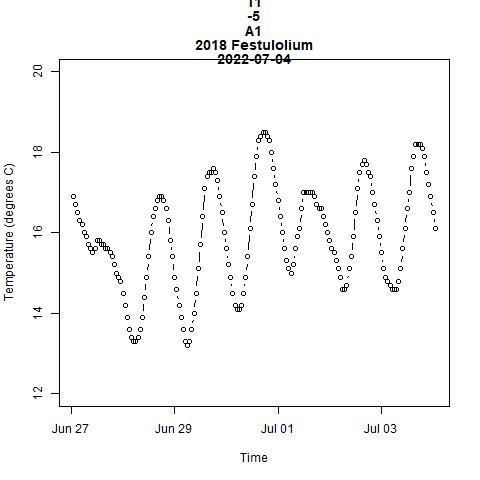 -5
A1
2018 Festulolium
2022-07-04
Temperature (degrees C)
20
18
16
14
12
Jun 27
Jun 29
Jul 01
Jul 03
Time